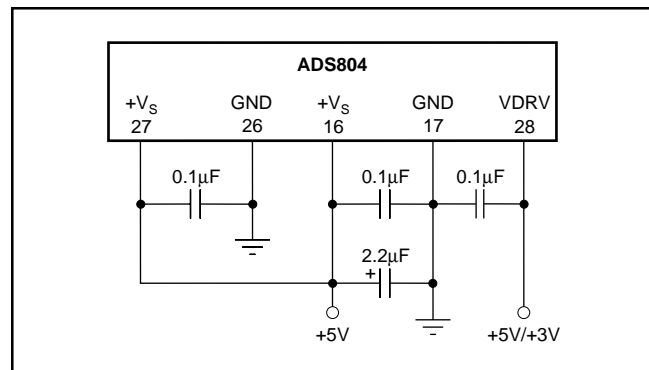 ADS804
+VS GND +VS GND VDRV
27 26 16 17 28
0.1µF 0.1µF 0.1µF
2.2µF
+
+5V +5V/+3V